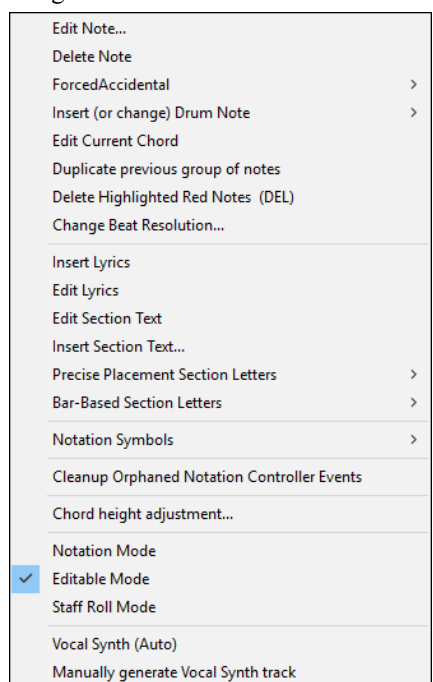 Edit Note...
Delete Note
ForcedAccidental
Insert (or change) Drum Note
Edit Current Chord
Duplicate previous group of notes
Delete Highlighted Red Notes (DEL)
Change Beat Resolution...
Insert Lyrics
Edit Lyrics
Edit Section Text
Insert Section Text...
Precise Placement Section Letters
Bar-Based Section Letters
Notation Symbols
Cleanup Orphaned Notation Controller Events
Chord height adjustment...
Notation Mode
Editable Mode
Staff Roll Mode
Vocal Synth (Auto)
Manually generate Vocal Synth track